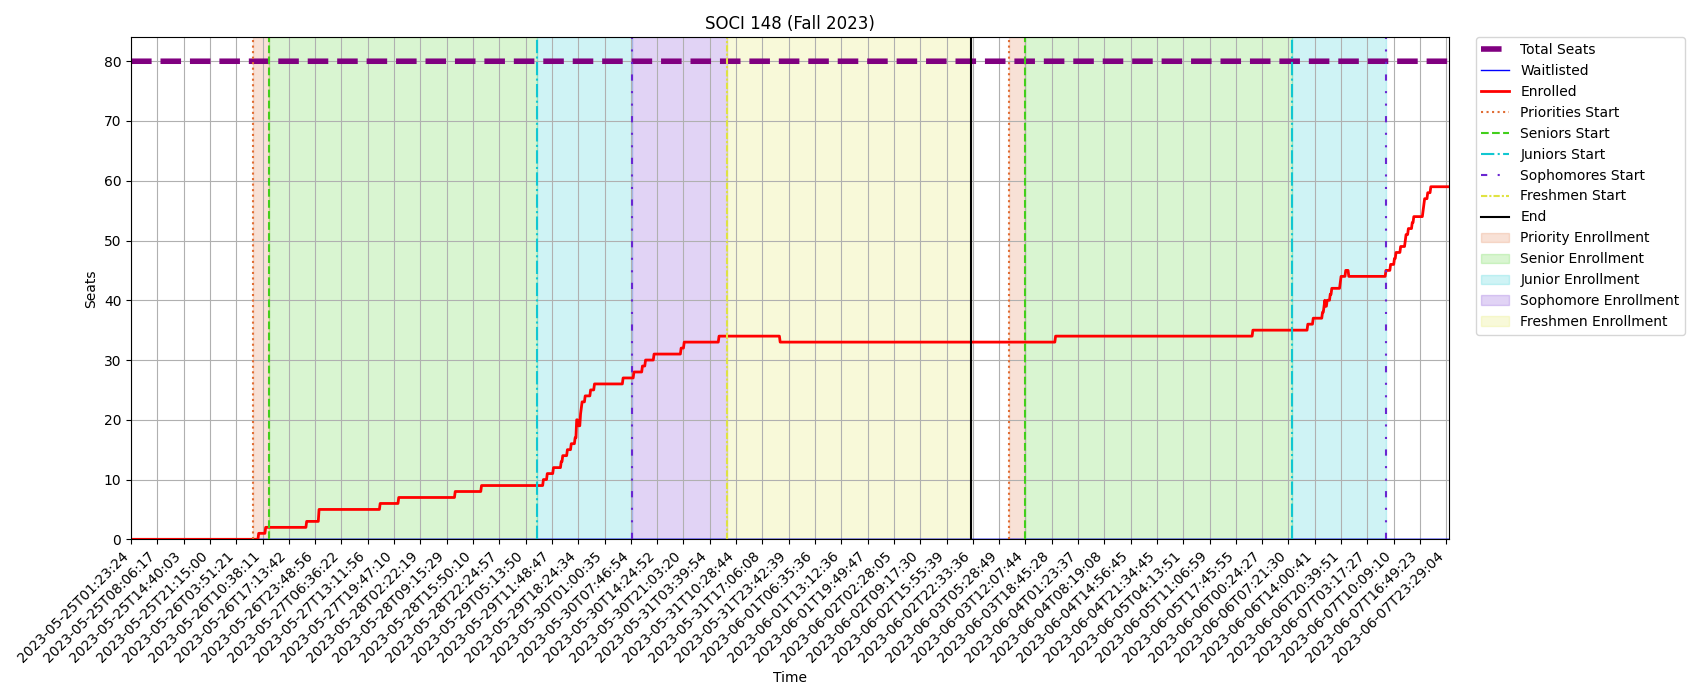 SOCI 148 (Fall 2023)
Seats
80
70
60
50
40
30
20
10
0
2023-05-25T01:23:24
2023-05-25T08:06:17
2023-05-25T14:40:03
2023-05-25T21:15:00
2023-05-26T03:51:21
2023-05-26T10:38:11
2023-05-26T17:13:42
2023-05-26T23:48:56
2023-05-27T06:36:22
2023-05-27T13:11:56
2023-05-27T19:47:10
2023-05-28T02:22:19
2023-05-28T09:15:29
2023-05-28T15:50:10
2023-05-28T22:24:57
2023-05-29T05:13:50
2023-05-29T11:48:47
2023-05-29T18:24:34
2023-05-30T01:00:35
2023-05-30T07:46:54
2023-05-30T14:24:52
2023-05-30T21:03:20
2023-05-31T03:39:54
2023-05-31T10:28:44
2023-05-31T17:06:08
2023-05-31T23:42:39
2023-06-01T06:35:36
2023-06-01T13:12:36
2023-06-01T19:49:47
2023-06-02T02:28:05
2023-06-02T09:17:30
2023-06-02T15:55:39
2023-06-02T22:33:36
2023-06-03T05:28:49
2023-06-03T12:07:44
2023-06-03T18:45:28
2023-06-04T01:23:37
2023-06-04T08:19:08
2023-06-04T14:56:45
2023-06-04T21:34:45
2023-06-05T04:13:51
2023-06-05T11:06:59
2023-06-05T17:45:55
2023-06-06T00:24:27
2023-06-06T07:21:30
2023-06-06T14:00:41
2023-06-06T20:39:51
2023-06-07T03:17:27
2023-06-07T10:09:10
2023-06-07T16:49:23
2023-06-07T23:29:04
Time
Total Seats
Waitlisted
Enrolled
Priorities Start
Seniors Start
Juniors Start
Sophomores Start
Freshmen Start
End
Priority Enrollment
Senior Enrollment
Junior Enrollment
Sophomore Enrollment
Freshmen Enrollment